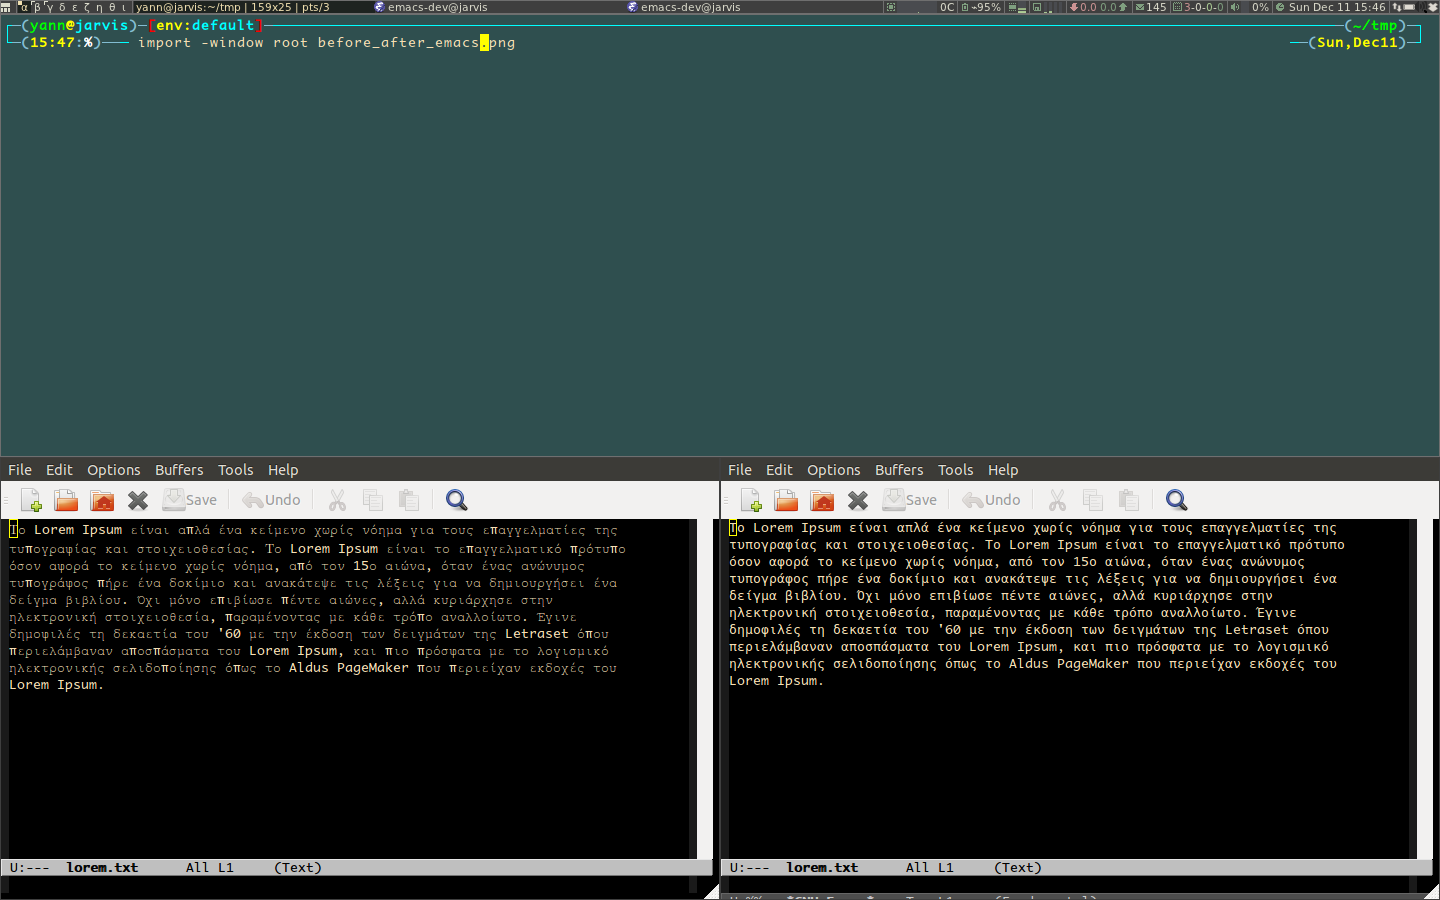 α β γ δ ε ζ η θ ι yann@jarvis:~/tmp | 159x25 | pts/3 emacs-dev@jarvis emacs-dev@jarvis 0C ~95% 0.0 0.0 145 3-0-0-0 0% Sun Dec 11 15:46
(yann@jarvis)—[env:default] (~/tmp)
(15:47:%)—— import -window root before_after_emacs.png —(Sun,Dec11)
File Edit Options Buffers Tools Help
Save Undo
Το Lorem Ipsum είναι απλά ένα κείμενο χωρίς νόημα για τους επαγγελματίες της
τυπογραφίας και στοιχειοθεσίας. Το Lorem Ipsum είναι το επαγγελματικό πρότυπο
όσον αφορά το κείμενο χωρίς νόημα, από τον 15ο αιώνα, όταν ένας ανώνυμος
τυπογράφος πήρε ένα δοκίμιο και ανακάτεψε τις λέξεις για να δημιουργήσει ένα
δείγμα βιβλίου. Όχι μόνο επιβίωσε πέντε αιώνες, αλλά κυριάρχησε στην
ηλεκτρονική στοιχειοθεσία, παραμένοντας με κάθε τρόπο αναλλοίωτο. Έγινε
δημοφιλές τη δεκαετία του '60 με την έκδοση των δειγμάτων της Letraset όπου
περιελάμβαναν αποσπάσματα του Lorem Ipsum, και πιο πρόσφατα με το λογισμικό
ηλεκτρονικής σελιδοποίησης όπως το Aldus PageMaker που περιείχαν εκδοχές του
Lorem Ipsum.
U:--- lorem.txt All L1 (Text)
File Edit Options Buffers Tools Help
Save Undo
Το Lorem Ipsum είναι απλά ένα κείμενο χωρίς νόημα για τους επαγγελματίες της
τυπογραφίας και στοιχειοθεσίας. Το Lorem Ipsum είναι το επαγγελματικό πρότυπο
όσον αφορά το κείμενο χωρίς νόημα, από τον 15ο αιώνα, όταν ένας ανώνυμος
τυπογράφος πήρε ένα δοκίμιο και ανακάτεψε τις λέξεις για να δημιουργήσει ένα
δείγμα βιβλίου. Όχι μόνο επιβίωσε πέντε αιώνες, αλλά κυριάρχησε στην
ηλεκτρονική στοιχειοθεσία, παραμένοντας με κάθε τρόπο αναλλοίωτο. Έγινε
δημοφιλές τη δεκαετία του '60 με την έκδοση των δειγμάτων της Letraset όπου
περιελάμβαναν αποσπάσματα του Lorem Ipsum, και πιο πρόσφατα με το λογισμικό
ηλεκτρονικής σελιδοποίησης όπως το Aldus PageMaker που περιείχαν εκδοχές του
Lorem Ipsum.
U:--- lorem.txt All L1 (Text)